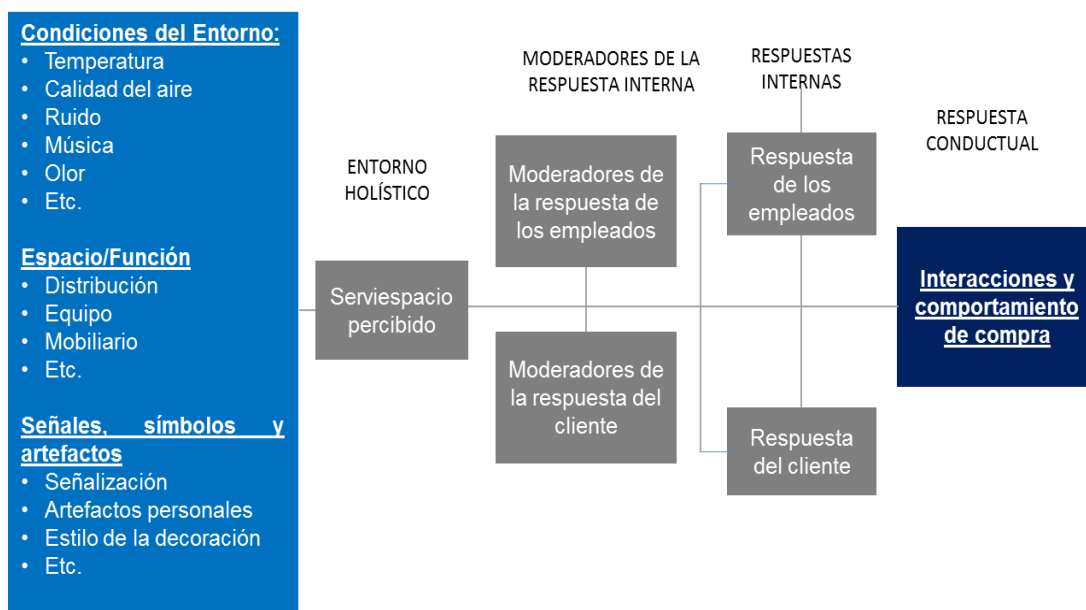 Condiciones del Entorno:
• Temperatura
• Calidad del aire
• Ruido
• Música
• Olor
• Etc.
Espacio/Función
• Distribución
• Equipo
• Mobiliario
• Etc.
Señales, símbolos y
artefactos
• Señalización
• Artefactos personales
• Estilo de la decoración
• Etc.
ENTORNO
HOLÍSTICO
Serviespacio
percibido
MODERADORES DE LA
RESPUESTA INTERNA
Moderadores de
la respuesta de
los empleados
Moderadores de
la respuesta del
cliente
RESPUESTAS
INTERNAS
Respuesta
de los
empleados
Respuesta
del cliente
RESPUESTA
CONDUCTUAL
Interacciones y
comportamiento
de compra